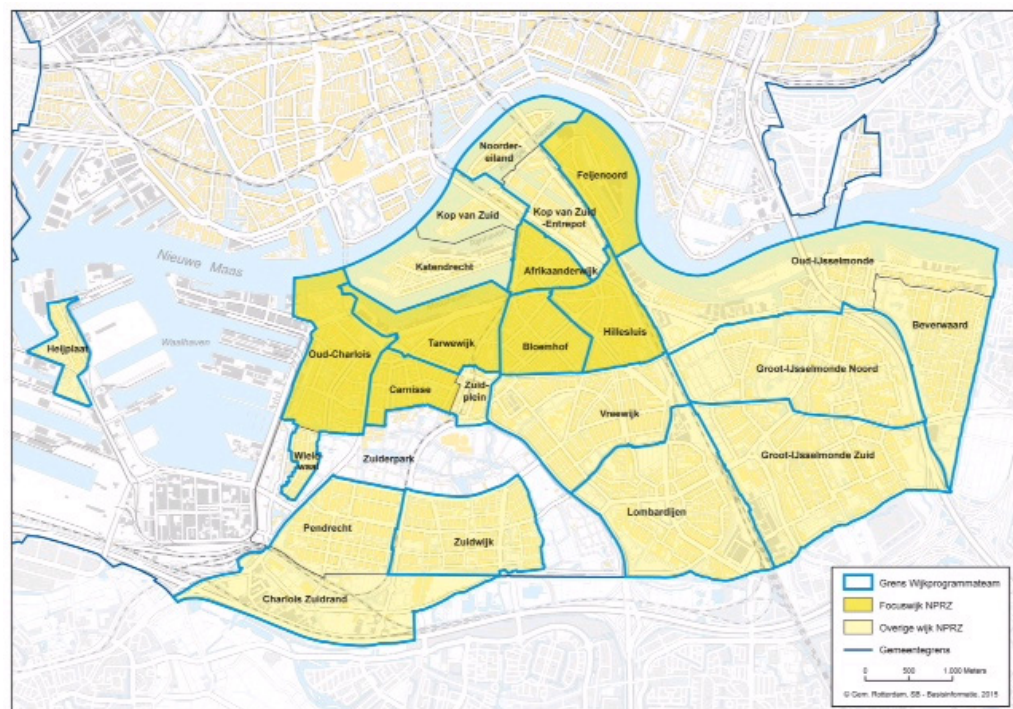 Noorder-
eiland
Feijenoord
Kop van Zuid
Kop van Zuid
-Entrepot
Nieuwe Maas
Katendrecht
Afrikaanderwijk
Oud-IJsselmonde
Beverwaard
Heijplaat
Waalhaven
Oud-Charlois
Tarwewijk
Bloemhof
Hillesluis
Groot-IJsselmonde Noord
Carnisse
Zuid-
plein
Vreewijk
Wiel-
waal
Zuiderpark
Groot-IJsselmonde Zuid
Lombardijen
Pendrecht
Zuidwijk
Charlois Zuidrand
Grens Wijkprogrammateam
Focuswijk NPRZ
Overige wijk NPRZ
Gemeentegrens
0 500 1.000 Meters
© Gem. Rotterdam, SB - Basisinformatie, 2015